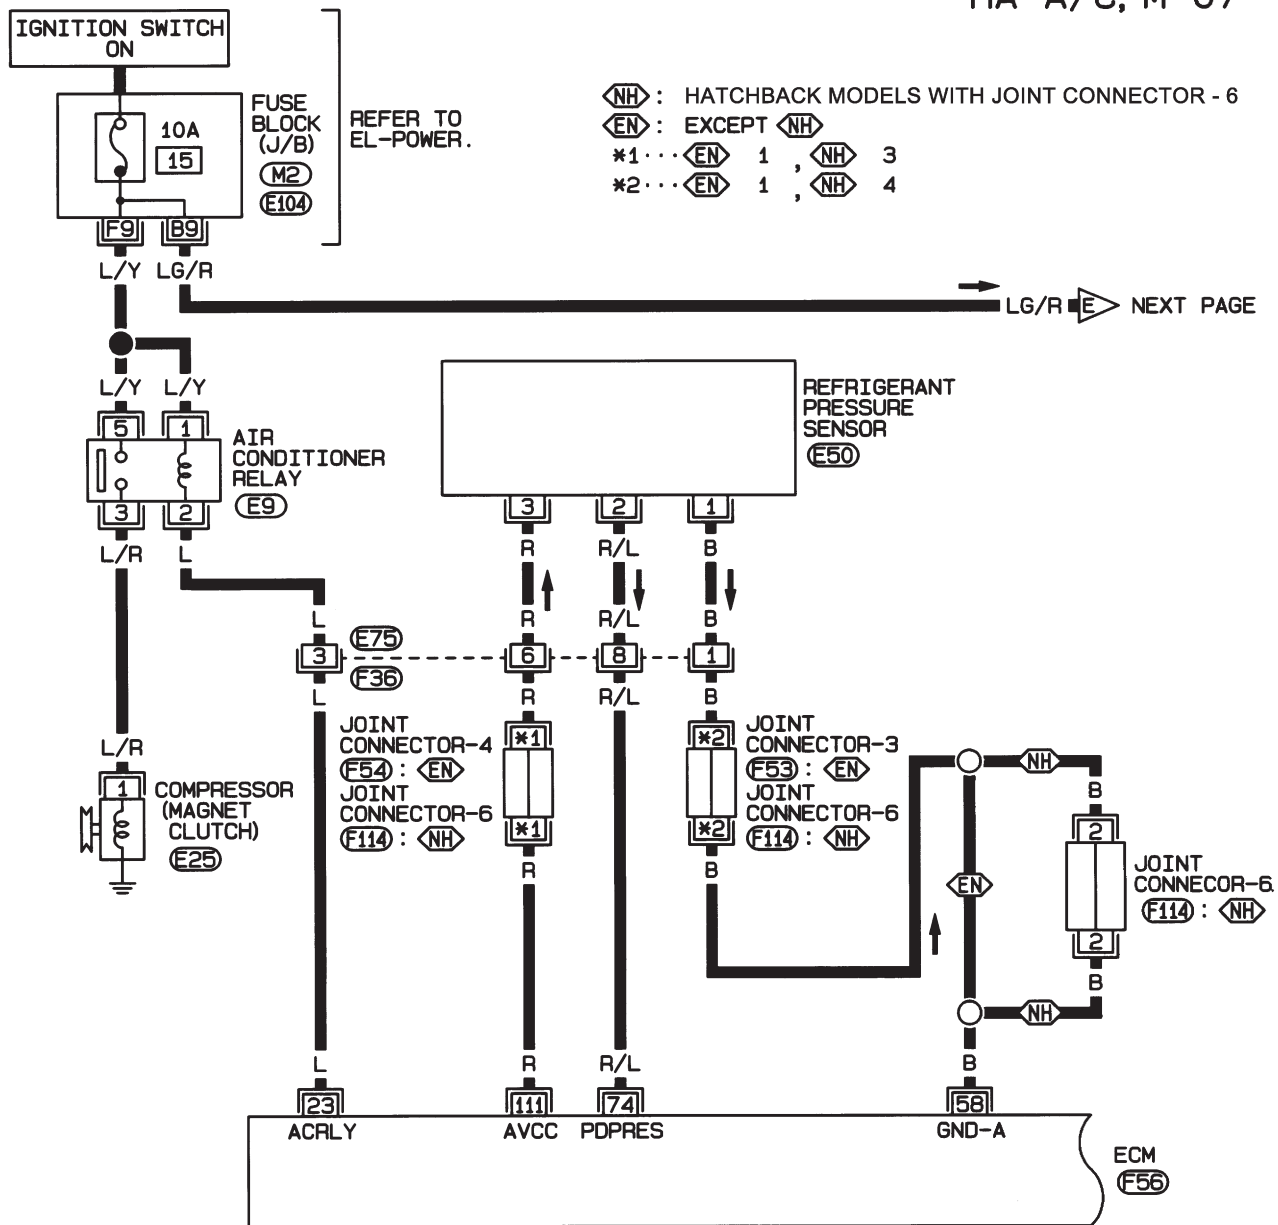 IGNITION SWITCH
ON
FUSE
BLOCK
(J/B)
M2
E104
10A
15
REFER TO
EL-POWER.
NH : HATCHBACK MODELS WITH JOINT CONNECTOR - 6
EN : EXCEPT NH
*1··· EN 1 , NH 3
*2··· EN 1 , NH 4
F9 B9
L/Y LG/R
LG/R E NEXT PAGE
L/Y L/Y
5 1
AIR
CONDITIONER
RELAY
E9
3 2
L/R L
REFRIGERANT
PRESSURE
SENSOR
E50
3 2 1
R R/L B
L R R/L B
E75
3 6 8 1
F36
L R R/L B
JOINT
CONNECTOR-4
F54 : EN
JOINT
CONNECTOR-6
F114 : NH
*1
*1
*2
*2
JOINT
CONNECTOR-3
F53 : EN
JOINT
CONNECTOR-6
F114 : NH
L/R
1
COMPRESSOR
(MAGNET
CLUTCH)
E25
R B
NH
B
2
EN
JOINT
CONNECOR-6.
F114 : NH
2
B
NH
L R R/L B
23 111 74 58
ACRLY AVCC PDPRES GND-A
ECM
F56